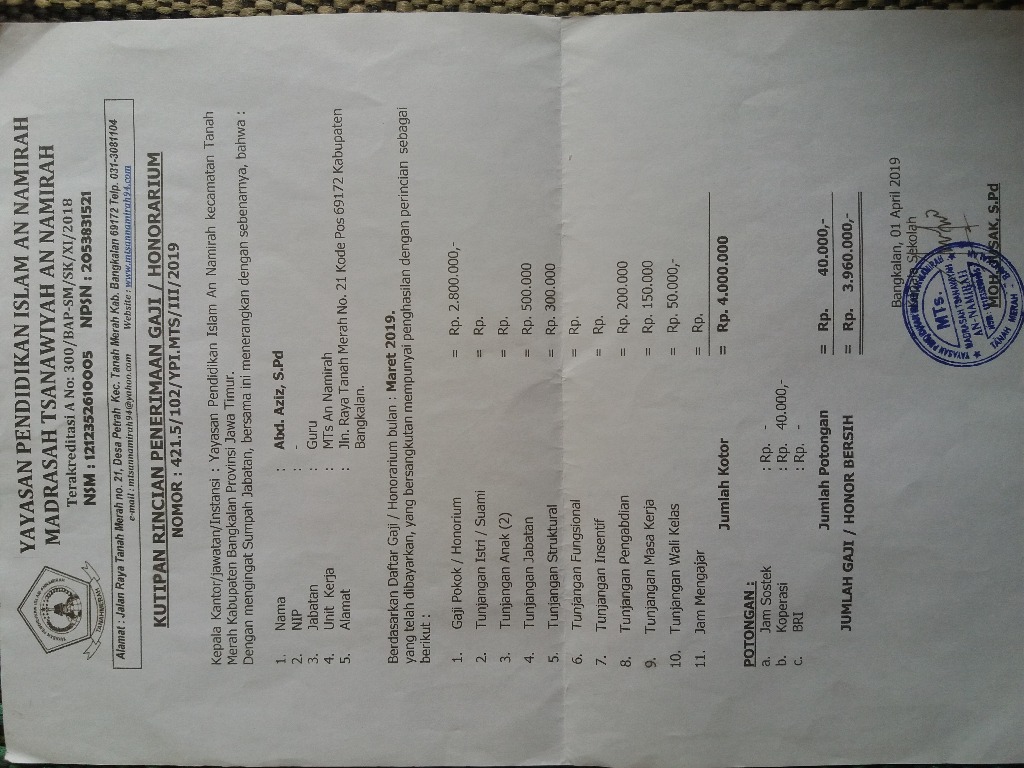 YAYASAN PENDIDIKAN ISLAM AN NAMIRAH
MADRASAH TSANAWIYAH AN NAMIRAH
Terakreditasi A No: 300/BAP-SM/SK/XI/2018
NSM : 1212352610005 NPSN : 2053831521
Alamat : Jalan Raya Tanah Merah no. 21, Desa Petrah Kec. Tanah Merah Kab. Bangkalan 69172 Telp. 031-3081104
e-mail : mtsannamirah94@yahoo.com Website : www.mtsannamirah94.com
KUTIPAN RINCIAN PENERIMAAN GAJI / HONORARIUM
NOMOR : 421.5/102/YPI.MTS/III/2019
Kepala Kantor/Jawatan/Instansi : Yayasan Pendidikan Islam An Namirah kecamatan Tanah
Merah Kabupaten Bangkalan Provinsi Jawa Timur.
Dengan mengingat Sumpah Jabatan, bersama ini menerangkan dengan sebenarnya, bahwa :
1. Nama : Abd. Aziz, S.Pd
2. NIP : -
3. Jabatan : Guru
4. Unit Kerja : MTs An Namirah
5. Alamat : Jln. Raya Tanah Merah No. 21 Kode Pos 69172 Kabupaten
Bangkalan.
Berdasarkan Daftar Gaji / Honorarium bulan : Maret 2019.
yang telah dibayarkan, yang bersangkutan mempunyai penghasilan dengan perincian sebagai
berikut :
1. Gaji Pokok / Honorium = Rp. 2.800.000,-
2. Tunjangan Istri / Suami = Rp.
3. Tunjangan Anak (2) = Rp.
4. Tunjangan Jabatan = Rp. 500.000
5. Tunjangan Struktural = Rp. 300.000
6. Tunjangan Fungsional = Rp.
7. Tunjangan Insentif = Rp.
8. Tunjangan Pengabdian = Rp. 200.000
9. Tunjangan Masa Kerja = Rp. 150.000
10. Tunjangan Wali Kelas = Rp. 50.000,-
11. Jam Mengajar = Rp.
Jumlah Kotor = Rp. 4.000.000
POTONGAN :
a. Jam Sostek : Rp. -
b. Koperasi : Rp. 40.000,-
c. BRI : Rp. -
Jumlah Potongan = Rp. 40.000,-
JUMLAH GAJI / HONOR BERSIH = Rp. 3.960.000,-
Bangkalan, 01 April 2019
Sekolah
MTs.
AN-NAMIRAH
TANAH MERAH
S.Pd